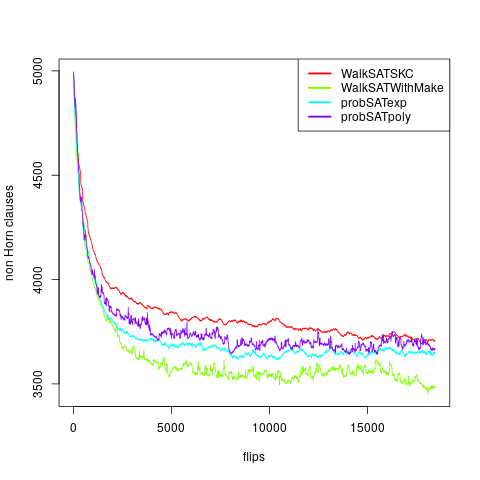 WalkSATSKC
WalkSATWithMake
probSATexp
probSATpoly
non Horn clauses
5000
4500
4000
3500
0 5000 10000 15000
flips